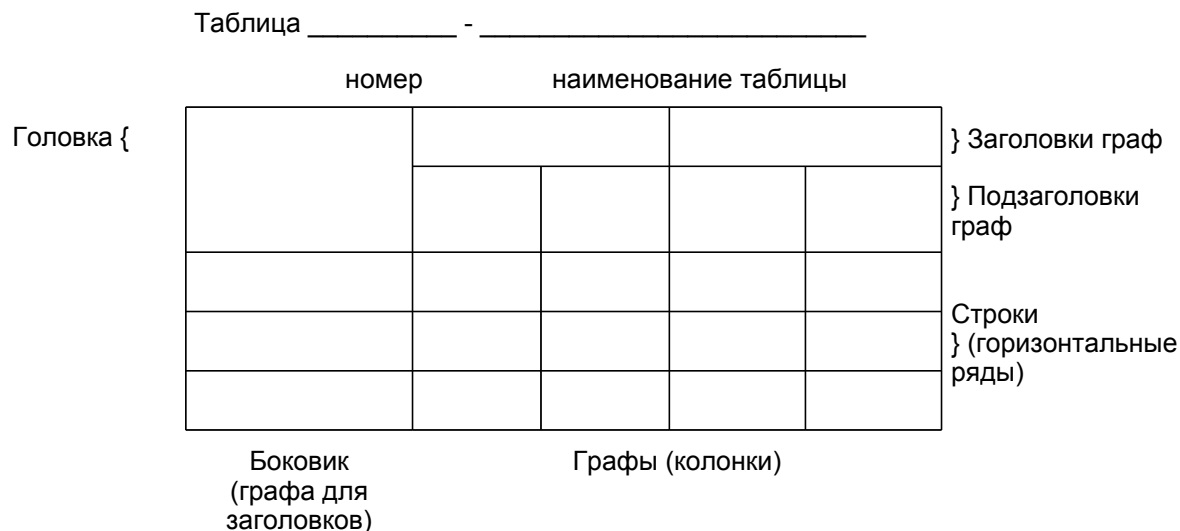 Таблица __________ - __________________________
номер наименование таблицы
Головка {
} Заголовки граф
} Подзаголовки
граф
Строки
} (горизонтальные
ряды)
Боковик
(графа для
заголовков)
Графы (колонки)